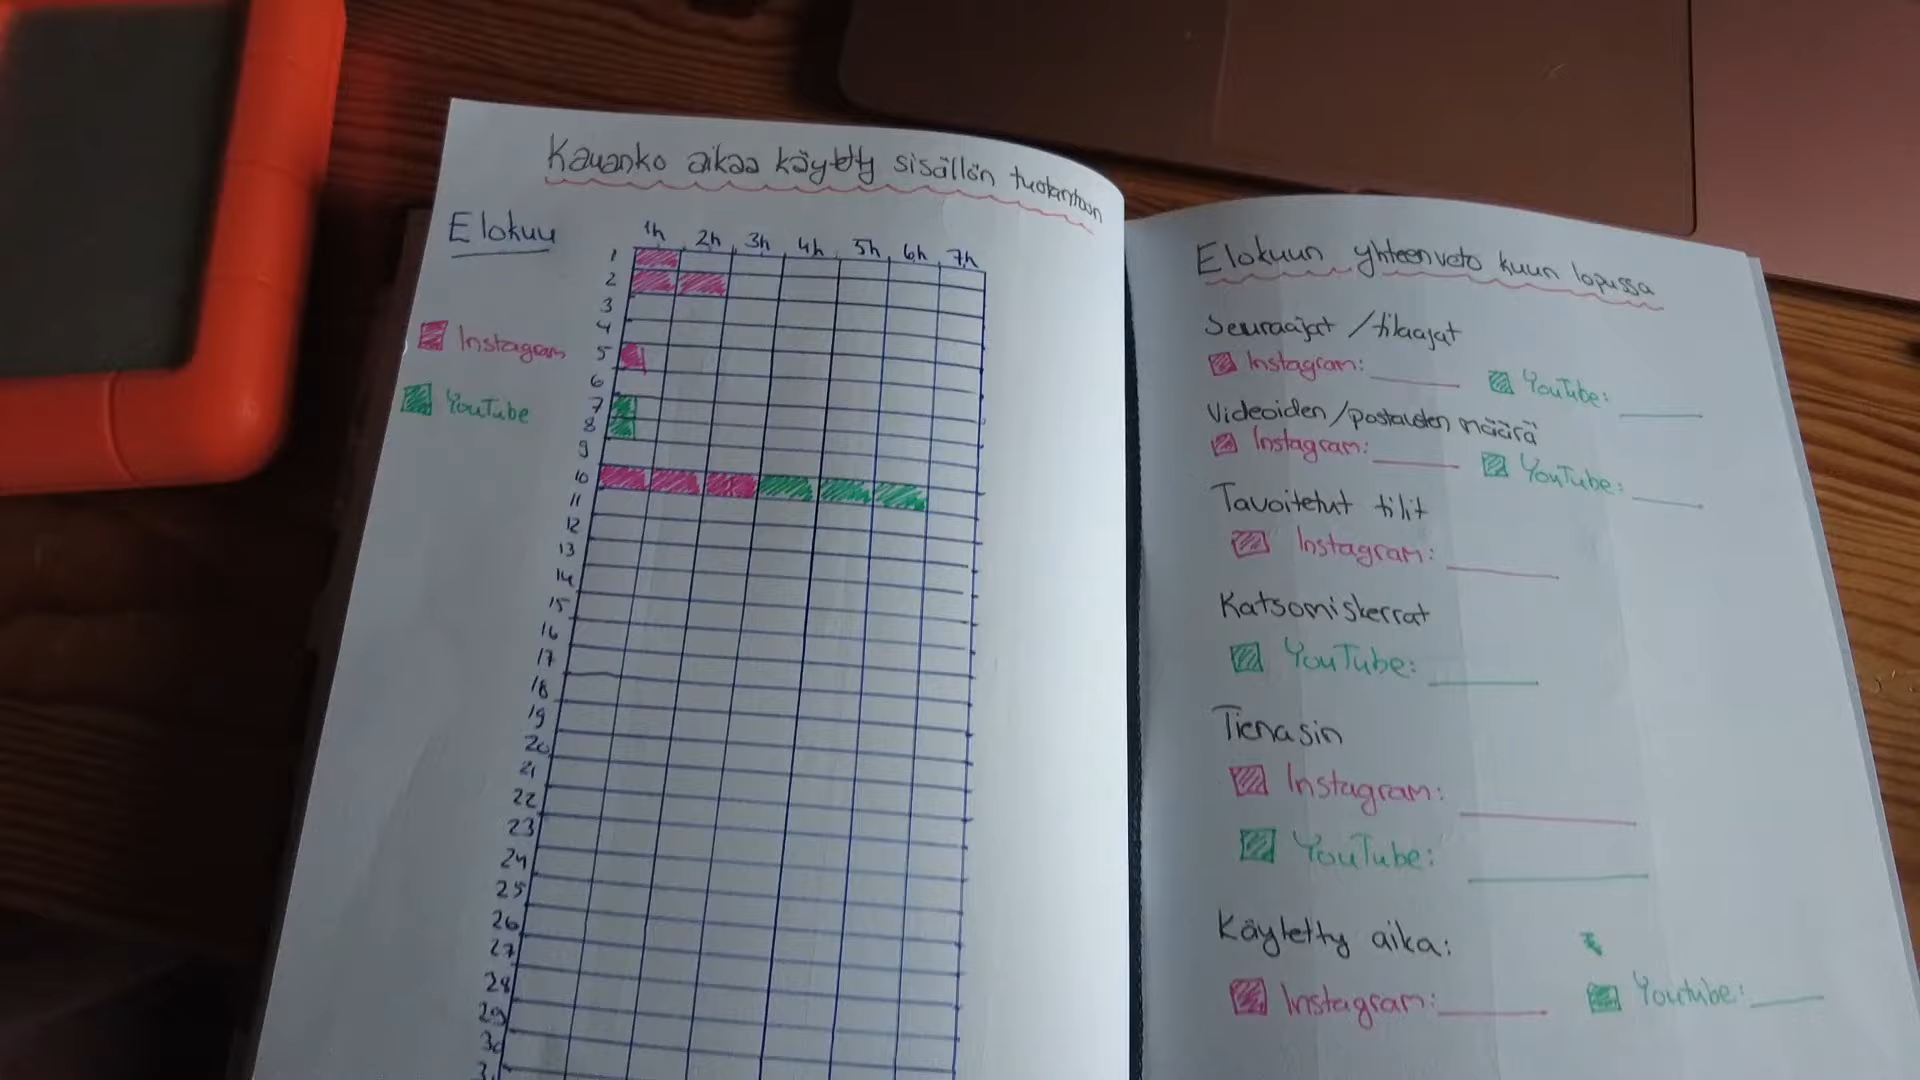 Kauanko aikaa käytetty sisällön tuotantoon
Elokuu
1h 2h 3h 4h 5h 6h 7h
Instagram
YouTube
1
2
3
4
5
6
7
8
9
10
11
12
13
14
15
16
17
18
19
20
21
22
23
24
25
26
27
28
29
30
Elokuun yhteenveto kuun lopussa
Seuraajat / tilaajat
Instagram: YouTube:
Videoiden / postausten määrä
Instagram: YouTube:
Tavoitetut tilit
Instagram:
Katsomiskerrat
YouTube:
Tienasin
Instagram:
YouTube:
Käytetty aika:
Instagram: Youtube: